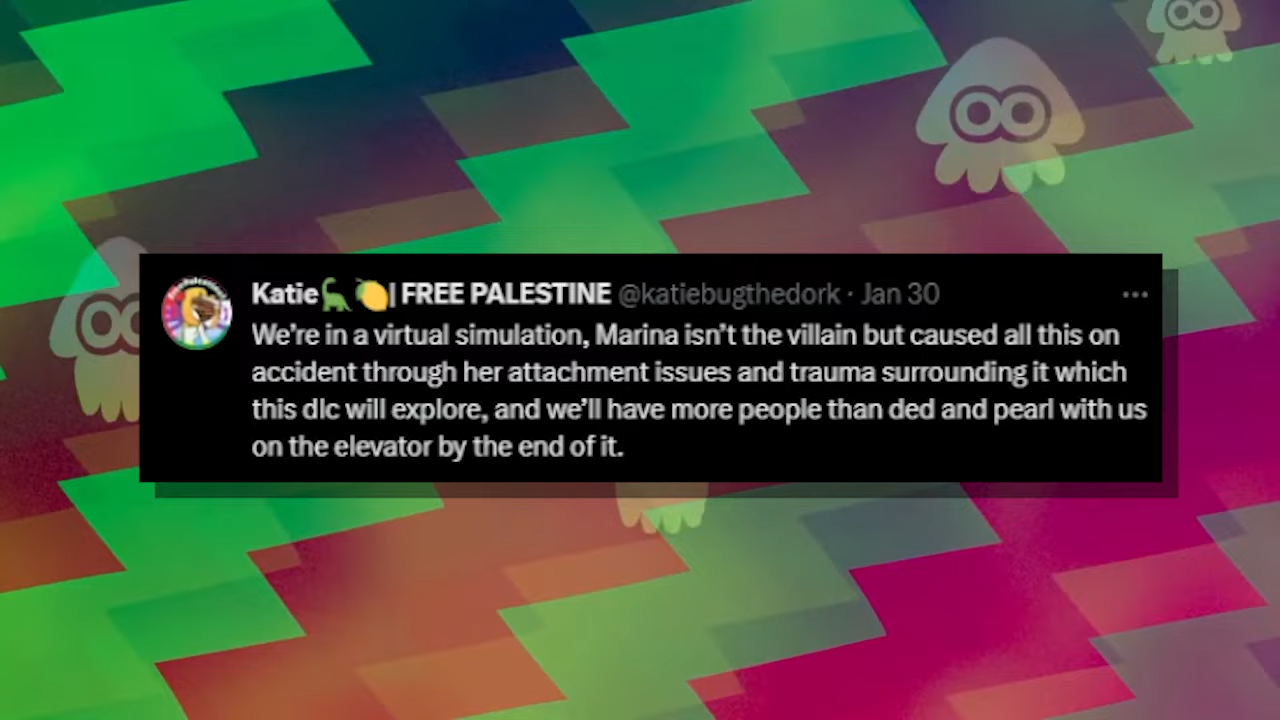 Katie🦕🍋| FREE PALESTINE @katiebugthedork · Jan 30
We're in a virtual simulation, Marina isn't the villain but caused all this on
accident through her attachment issues and trauma surrounding it which
this dlc will explore, and we'll have more people than ded and pearl with us
on the elevator by the end of it.